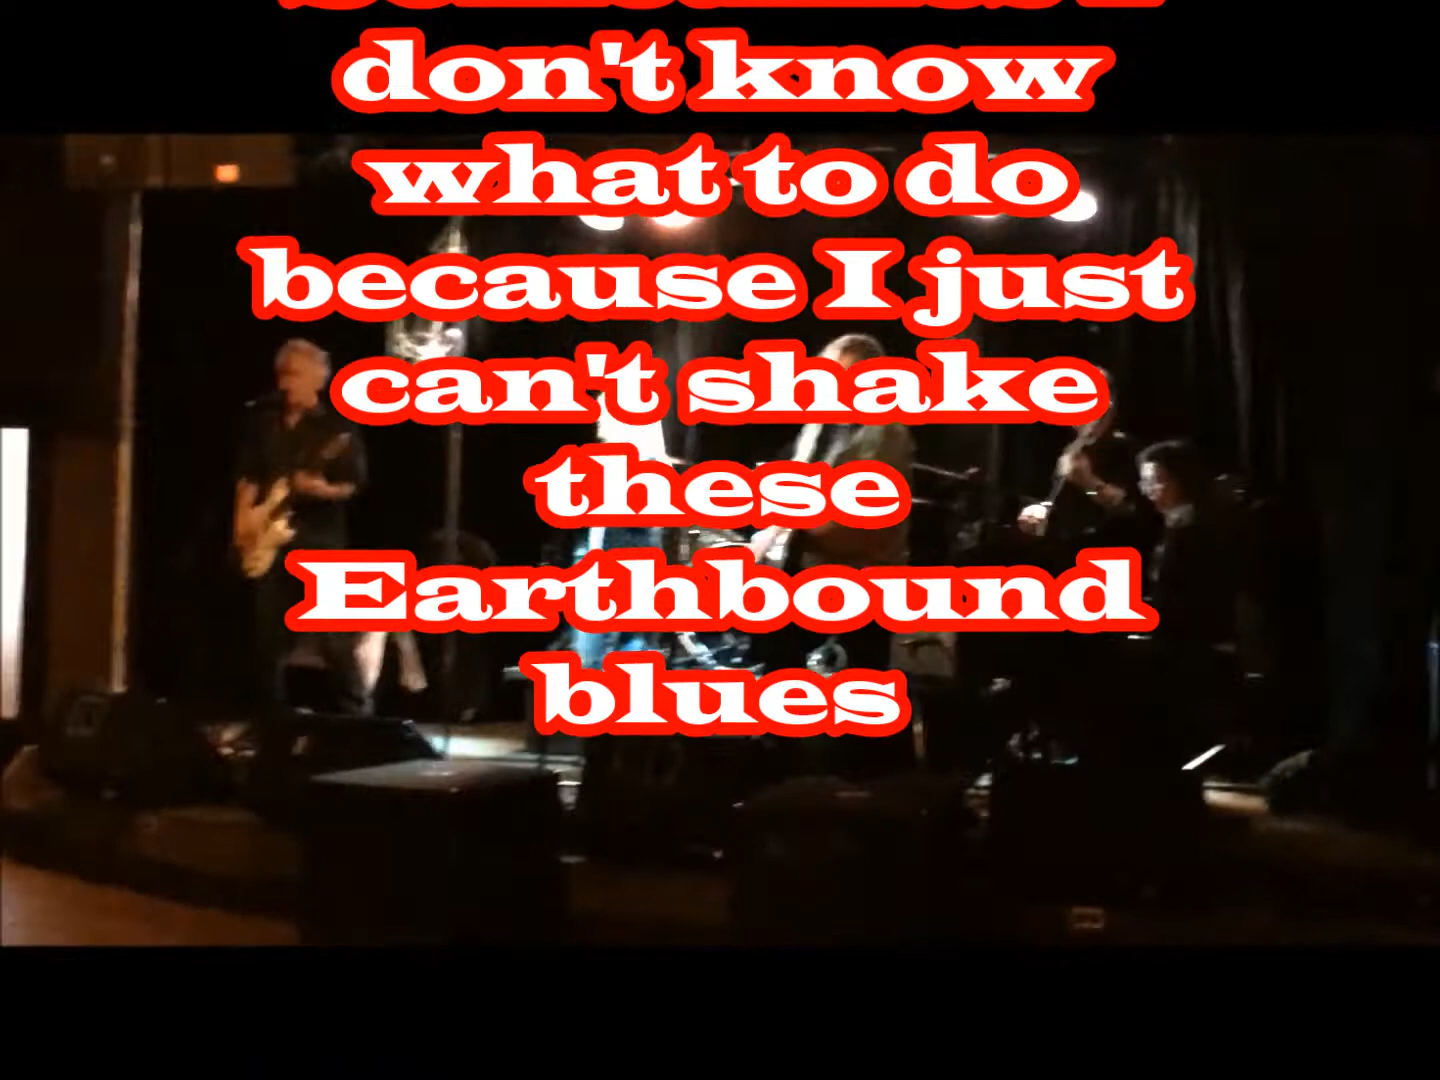 don't know
what to do
because I just
can't shake
these
Earthbound
blues